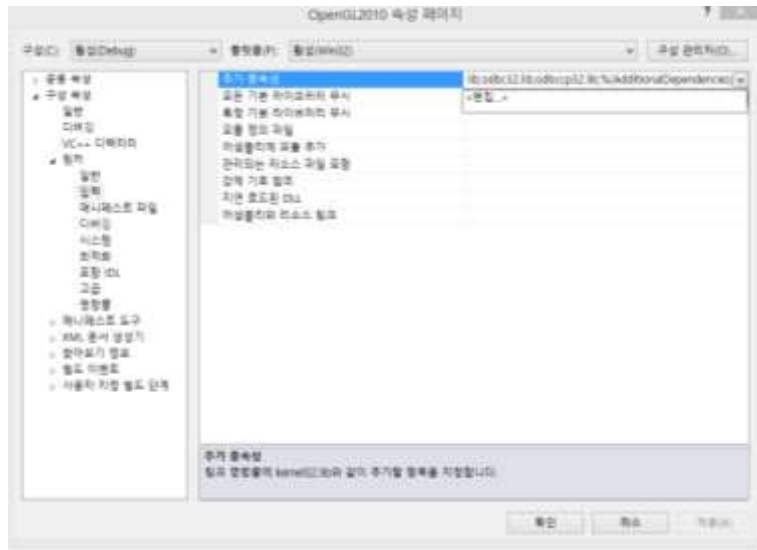 OpenGL2010 속성 페이지
구성(C): 활성(Debug) 플랫폼(P): 활성(Win32) 구성 관리자(O)...
공통 속성
구성 속성
일반
디버깅
VC++ 디렉터리
링커
일반
입력
매니페스트 파일
디버깅
시스템
최적화
포함 IDL
고급
명령줄
매니페스트 도구
XML 문서 생성기
찾아보기 정보
빌드 이벤트
사용자 지정 빌드 단계
추가 종속성 lib;odbc32.lib;odbccp32.lib;%(AdditionalDependencies)
<편집...>
모든 기본 라이브러리 무시
특정 기본 라이브러리 무시
모듈 정의 파일
어셈블리에 모듈 추가
관리되는 리소스 파일 포함
강제 기호 참조
지연 로드된 DLL
어셈블리와 리소스 링크
추가 종속성
링크 명령줄에 kernel32.lib와 같이 추가할 항목을 지정합니다.
확인 취소 적용(A)